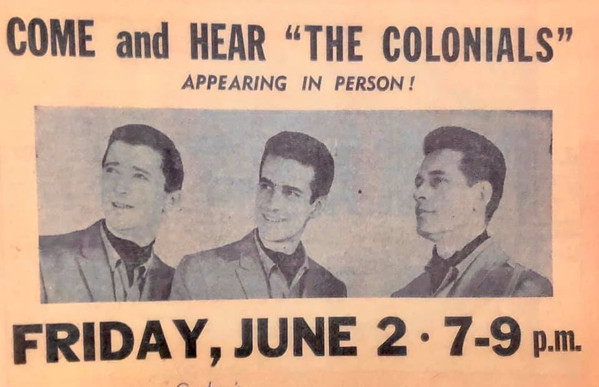 COME and HEAR "THE COLONIALS"
APPEARING IN PERSON!
FRIDAY, JUNE 2 · 7-9 p.m.